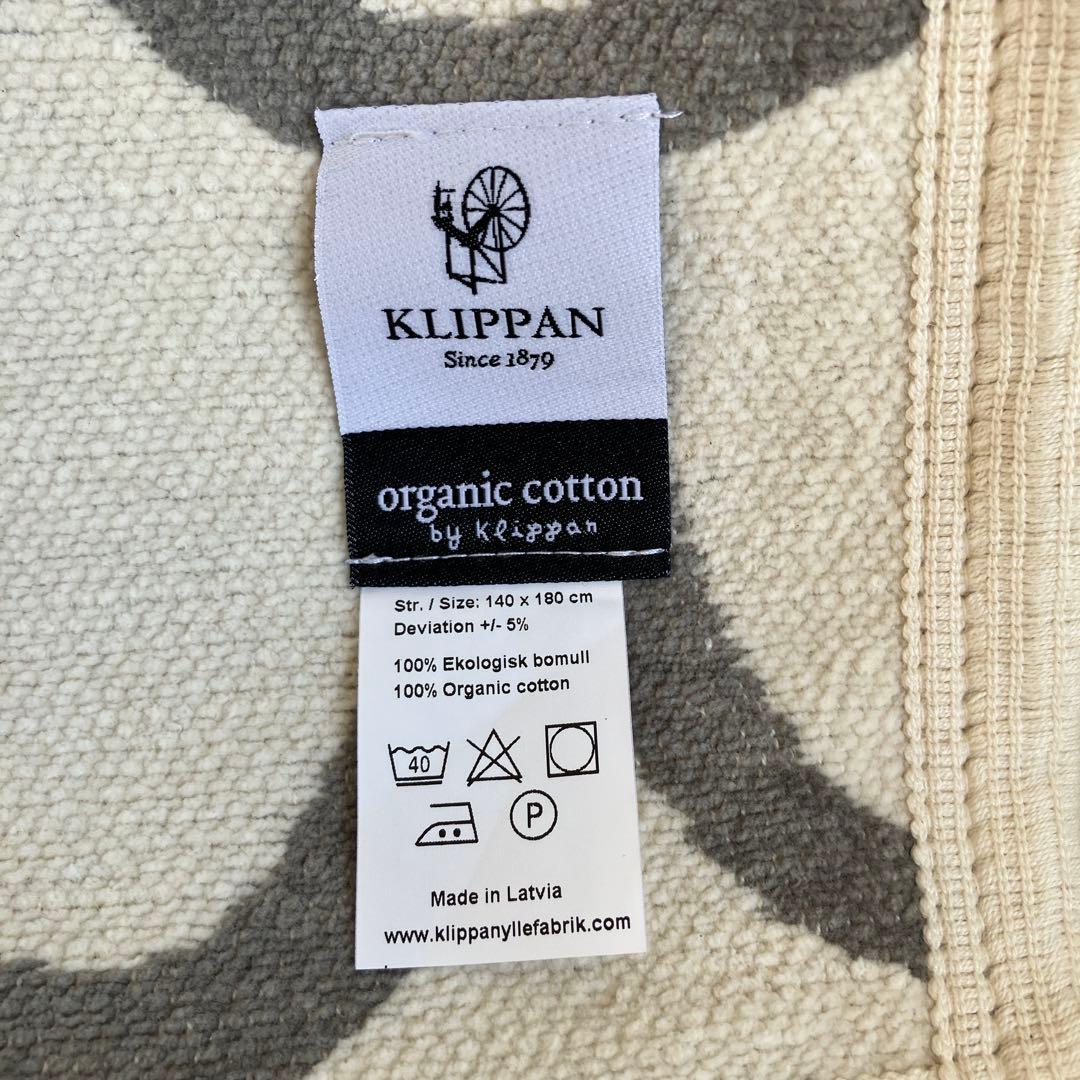 KLIPPAN
Since 1879
organic cotton
by klippan
Str. / Size: 140 x 180 cm
Deviation +/- 5%
100% Ekologisk bomull
100% Organic cotton
40
P
Made in Latvia
www.klippanyllefabrik.com